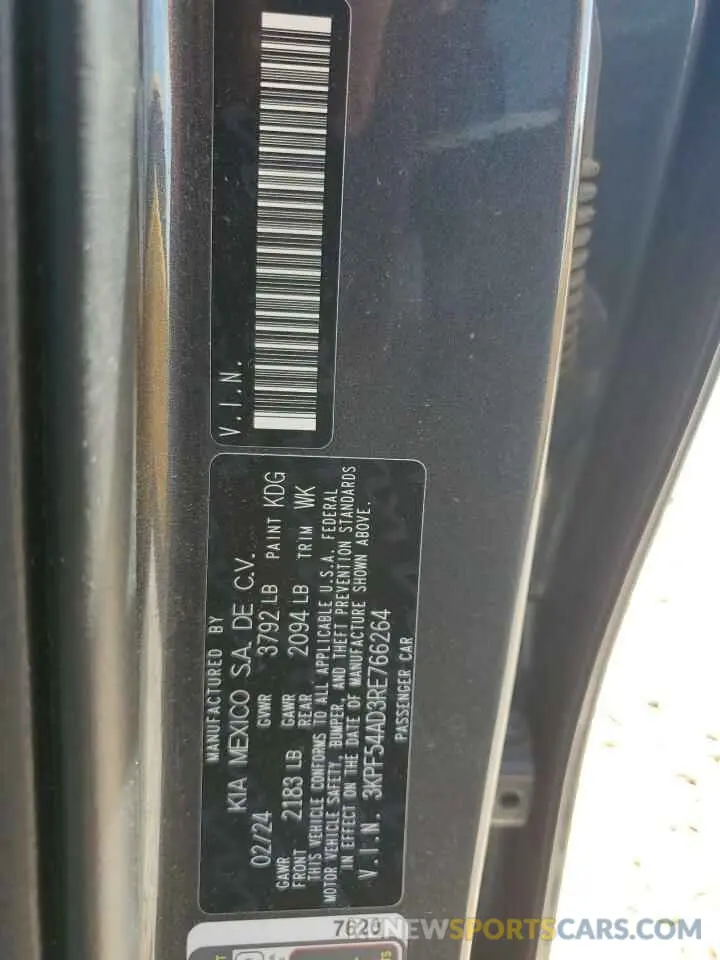 V.I.N.
MANUFACTURED BY
KIA MEXICO S.A. DE C.V.
02/24 GVWR 3792 LB PAINT KDG
GAWR FRONT 2183 LB GAWR REAR 2094 LB TRIM WK
THIS VEHICLE CONFORMS TO ALL APPLICABLE U.S.A. FEDERAL
MOTOR VEHICLE SAFETY, BUMPER, AND THEFT PREVENTION STANDARDS
IN EFFECT ON THE DATE OF MANUFACTURE SHOWN ABOVE.
V.I.N. 3KPF54AD3RE766264
PASSENGER CAR
7620
NEWSPORTSCARS.COM